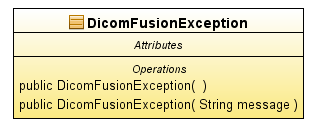 DicomFusionException
Attributes
Operations
public DicomFusionException(  )
public DicomFusionException( String message )